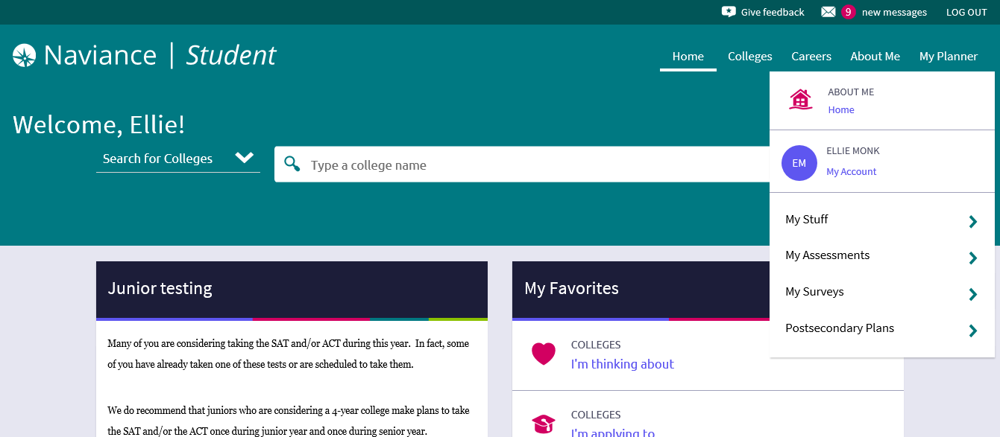 Give feedback
9 new messages
LOG OUT
Naviance | Student
Home
Colleges
Careers
About Me
My Planner
ABOUT ME
Home
ELLIE MONK
EM
My Account
My Stuff
My Assessments
My Surveys
Postsecondary Plans
Welcome, Ellie!
Search for Colleges
Type a college name
Junior testing
Many of you are considering taking the SAT and/or ACT during this year. In fact, some
of you have already taken one of these tests or are scheduled to take them.
We do recommend that juniors who are considering a 4-year college make plans to take
the SAT and/or the ACT once during junior year and once during senior year.
My Favorites
COLLEGES
I'm thinking about
COLLEGES
I'm applying to